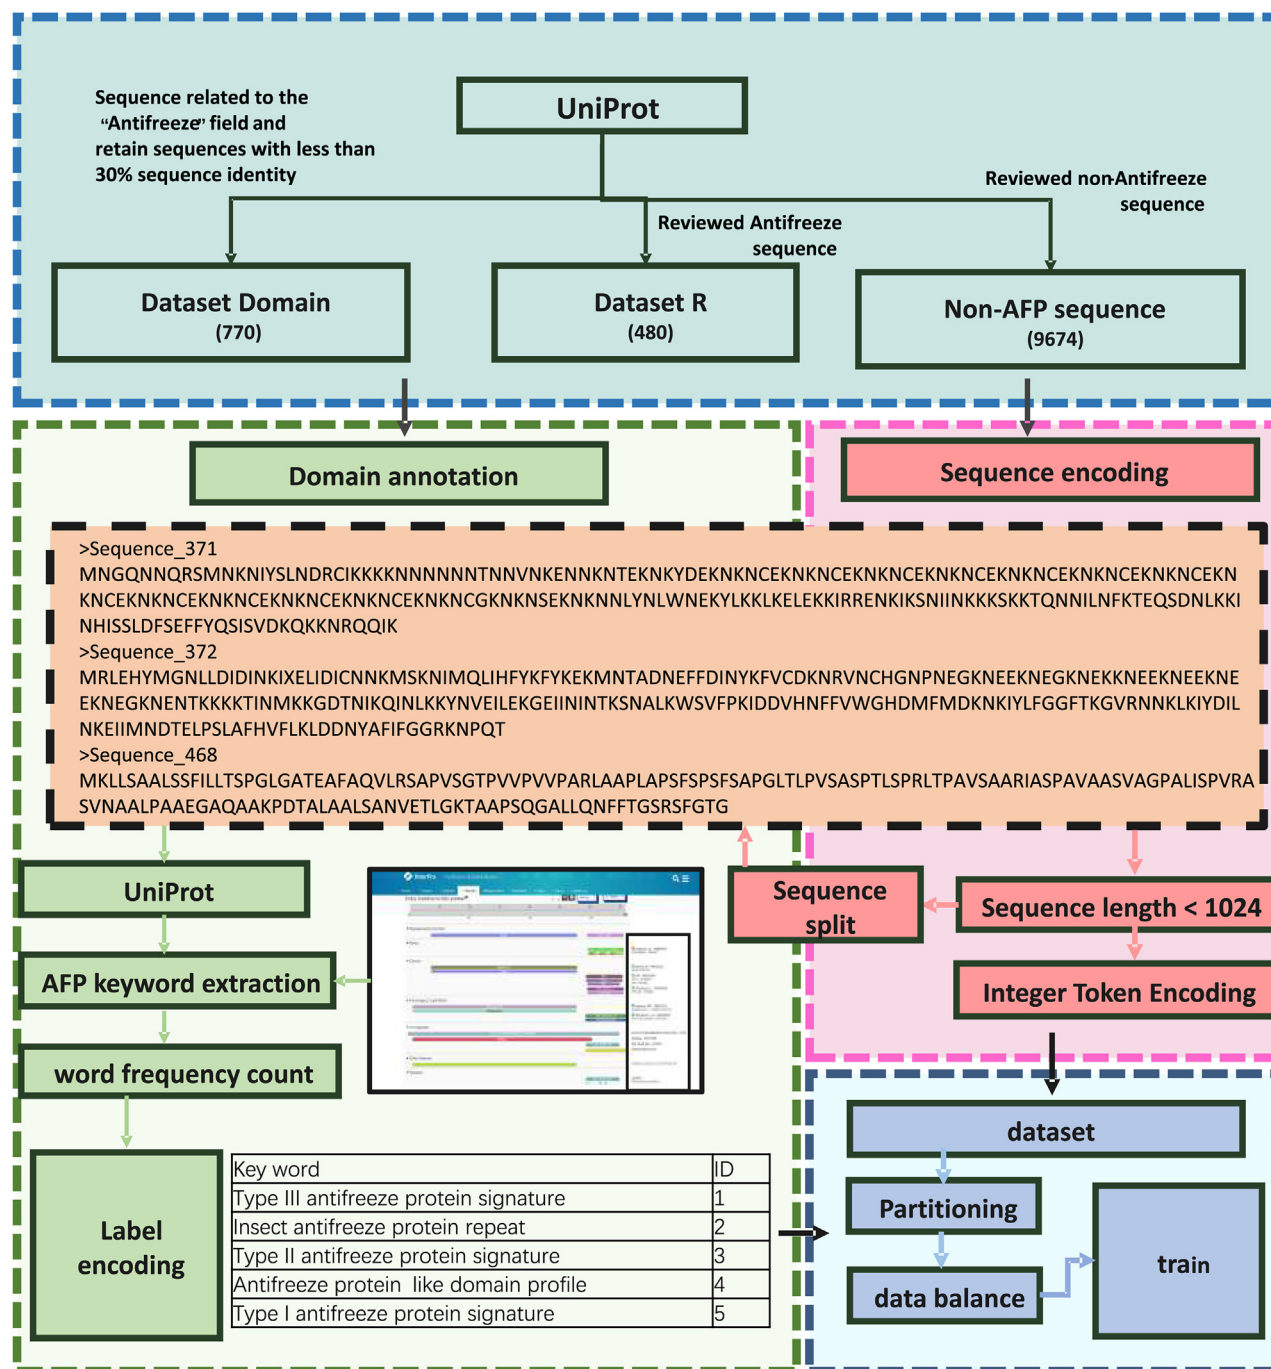 UniProt
Sequence related to the
“Antifreeze” field and
retain sequences with less than
30% sequence identity
Reviewed Antifreeze
sequence
Reviewed non-Antifreeze
sequence
Dataset Domain
(770)
Dataset R
(480)
Non-AFP sequence
(9674)
Domain annotation
Sequence encoding
>Sequence_371
MNGQNNQRSMNKNIYSLNDRCIKKKKNNNNNNTNNVNKENNKNTEKNKYDEKNKNCEKNKNCEKNKNCEKNKNCEKNKNCEKNKNCEKNKNCEKN
KNCEKNKNCEKNKNCEKNKNCEKNKNCEKNKNCGKNKNSEKNKNNLYNLWNEKYLKKLKELEKKIRRENKIKSNIINKKKSKKTQNNILNFKTEQSDNLKKI
NHISSLDFSEFFYQSISVDKQKKNRQQIK
>Sequence_372
MRLEHYMGNLLDIDINKIXELIDICNNKMSKNIMQLIHFYKFYKEKMNTADNEFFDINYKFVCDKNRVNCHGNPNEGKNEEKNEGKNEKKNEEKNEEKNE
EKNEGKNENTKKKKTINMKKGDTNIKQINLKKYNVEILEKGEIININTKSNALKWSVFPKIDDVHNFFVWGHDMFMDKNKIYLFGGFTKGVRNNKLKIYDIL
NKEIIMNDTELPSLAFHVFLKLDDNYAFIFGGRKNPQT
>Sequence_468
MKLLSAALSSFILLTSPGLGATEAFAQVLRSAPVSGTPVVPVVPARLAAPLAPSFSPSFSAPGLTLPVSASPTLSPRLTPAVSAARIASPAVAASVAGPALISPVRA
SVNAALPAAEGAQAAKPDTALAALSANVETLGKTAAPSQGALLQNFFTGSRSFGTG
UniProt
AFP keyword extraction
word frequency count
InterPro
Sequence
split
Sequence length < 1024
Integer Token Encoding
Label
encoding
Key word ID
Type III antifreeze protein signature 1
Insect antifreeze protein repeat 2
Type II antifreeze protein signature 3
Antifreeze protein like domain profile 4
Type I antifreeze protein signature 5
dataset
Partitioning
data balance
train